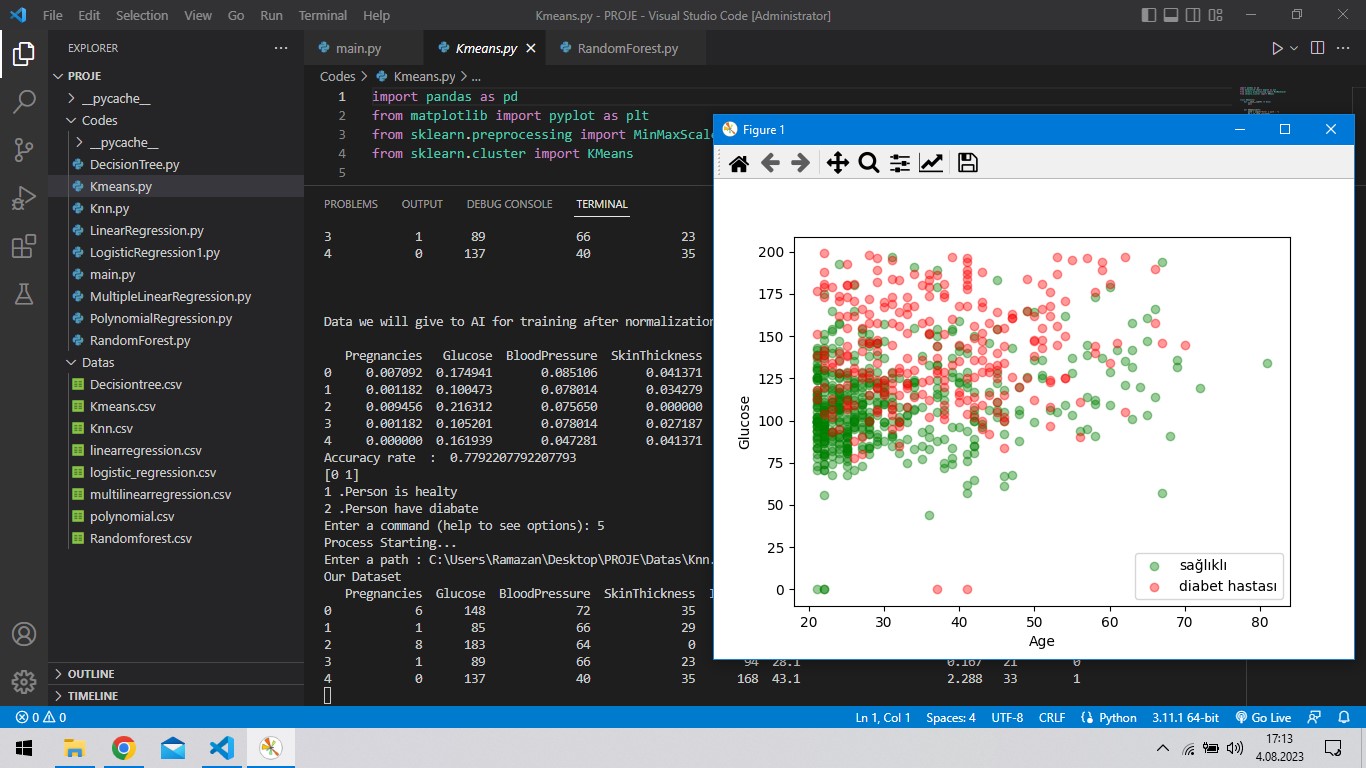 File Edit Selection View Go Run Terminal Help Kmeans.py - PROJE - Visual Studio Code [Administrator]
EXPLORER
PROJE
__pycache__
Codes
__pycache__
DecisionTree.py
Kmeans.py
Knn.py
LinearRegression.py
LogisticRegression1.py
main.py
MultipleLinearRegression.py
PolynomialRegression.py
RandomForest.py
Datas
Decisiontree.csv
Kmeans.csv
Knn.csv
linearregression.csv
logistic_regression.csv
multilinearregression.csv
polynomial.csv
Randomforest.csv
OUTLINE
TIMELINE
main.py Kmeans.py RandomForest.py
Codes > Kmeans.py > ...
1 import pandas as pd
2 from matplotlib import pyplot as plt
3 from sklearn.preprocessing import MinMaxScale
4 from sklearn.cluster import KMeans
5
PROBLEMS OUTPUT DEBUG CONSOLE TERMINAL
3 1 89 66 23
4 0 137 40 35
Data we will give to AI for training after normalization
Pregnancies Glucose BloodPressure SkinThickness
0 0.007092 0.174941 0.085106 0.041371
1 0.001182 0.100473 0.078014 0.034279
2 0.009456 0.216312 0.075650 0.000000
3 0.001182 0.105201 0.078014 0.027187
4 0.000000 0.161939 0.047281 0.041371
Accuracy rate : 0.7792207792207793
[0 1]
1 .Person is healty
2 .Person have diabate
Enter a command (help to see options): 5
Process Starting...
Enter a path : C:\Users\Ramazan\Desktop\PROJE\Datas\Knn.
Our Dataset
Pregnancies Glucose BloodPressure SkinThickness
0 6 148 72 35
1 1 85 66 29
2 8 183 64 0
3 1 89 66 23 94 28.1 0.167 21 0
4 0 137 40 35 168 43.1 2.288 33 1
Figure 1
200
175
150
125
100
75
50
25
0
Glucose
20 30 40 50 60 70 80
Age
sağlıklı
diabet hastası
0 0 Ln 1, Col 1 Spaces: 4 UTF-8 CRLF Python 3.11.1 64-bit Go Live
17:13
4.08.2023